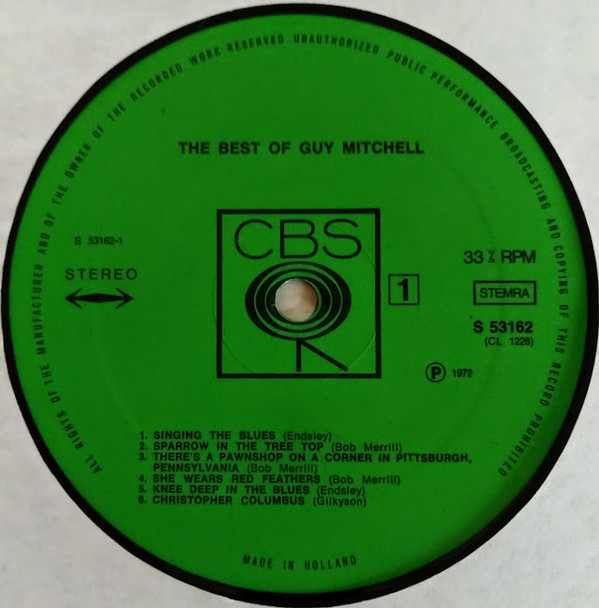 ALL RIGHTS OF THE MANUFACTURER AND OF THE OWNER OF THE RECORDED WORK RESERVED UNAUTHORIZED PUBLIC PERFORMANCE BROADCASTING AND COPYING OF THIS RECORD PROHIBITED
THE BEST OF GUY MITCHELL
S 53162-1
STEREO
CBS
1
33⅓ RPM
STEMRA
S 53162
(CL 1226)
Ⓟ 1972
1. SINGING THE BLUES (Endsley)
2. SPARROW IN THE TREE TOP (Bob Merrill)
3. THERE'S A PAWNSHOP ON A CORNER IN PITTSBURGH,
PENNSYLVANIA (Bob Merrill)
4. SHE WEARS RED FEATHERS (Bob Merrill)
5. KNEE DEEP IN THE BLUES (Endsley)
6. CHRISTOPHER COLUMBUS (Gilkyson)
MADE IN HOLLAND